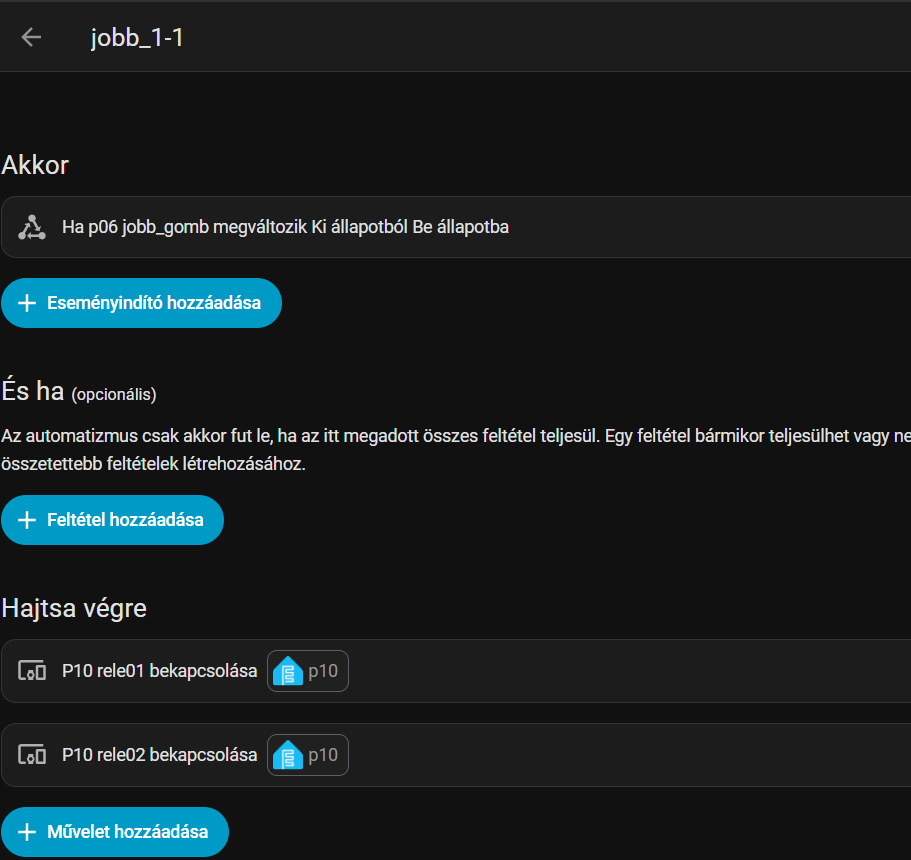 jobb_1-1
Akkor
Ha p06 jobb_gomb megváltozik Ki állapotból Be állapotba
+ Eseményindító hozzáadása
És ha (opcionális)
Az automatizmus csak akkor fut le, ha az itt megadott összes feltétel teljesül. Egy feltétel bármikor teljesülhet vagy ne
összetettebb feltételek létrehozásához.
+ Feltétel hozzáadása
Hajtsa végre
P10 rele01 bekapcsolása p10
P10 rele02 bekapcsolása p10
+ Művelet hozzáadása